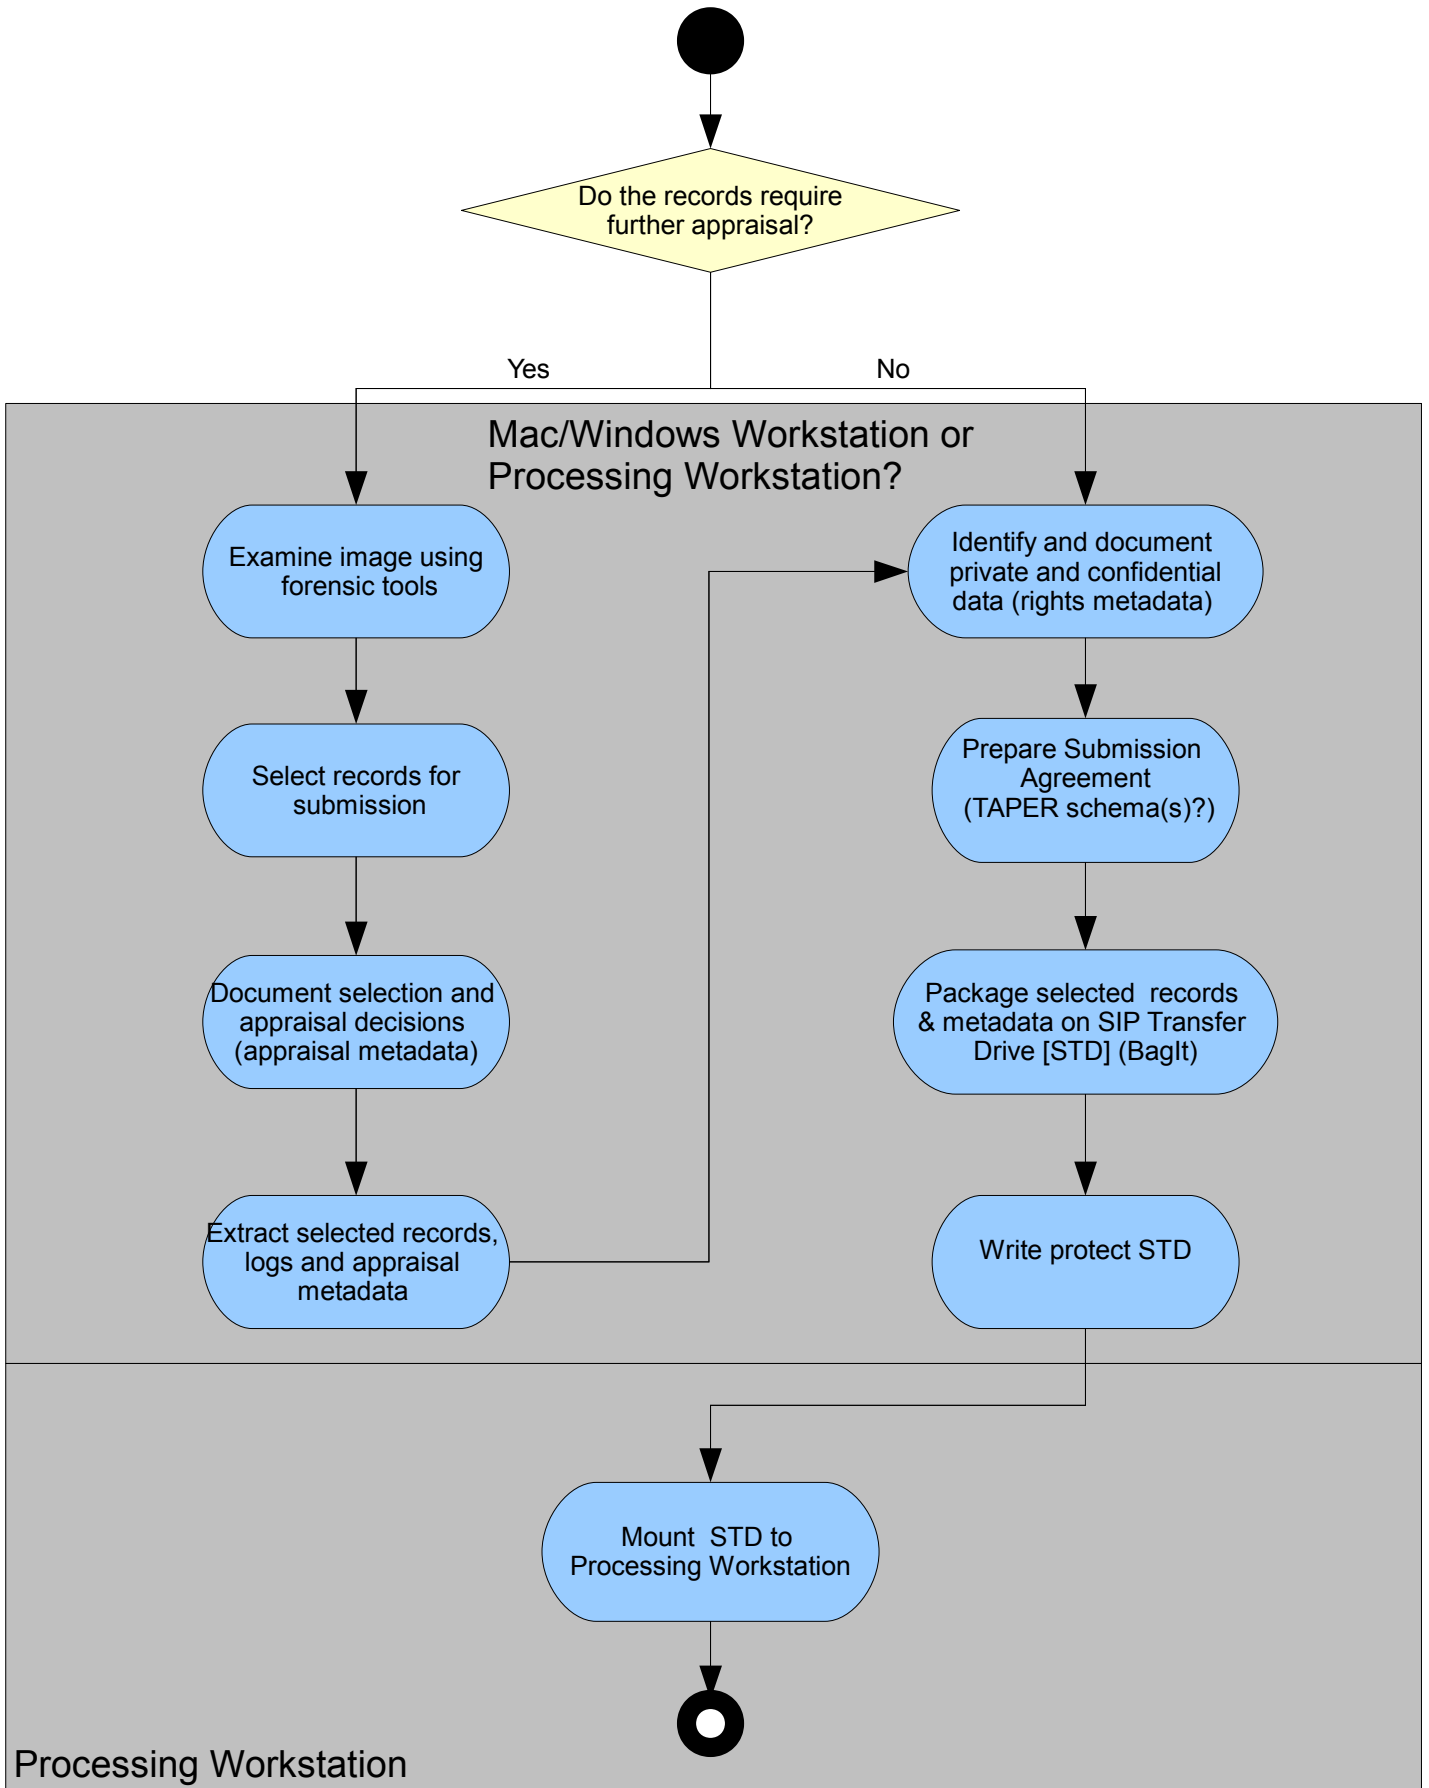 Do the records require
further appraisal?
Yes
No
Mac/Windows Workstation or
Processing Workstation?
Examine image using
forensic tools
Select records for
submission
Document selection and
appraisal decisions
(appraisal metadata)
Extract selected records,
logs and appraisal
metadata
Identify and document
private and confidential
data (rights metadata)
Prepare Submission
Agreement
(TAPER schema(s)?)
Package selected  records
& metadata on SIP Transfer
Drive [STD] (BagIt)
Write protect STD
Mount  STD to
Processing Workstation
Processing Workstation